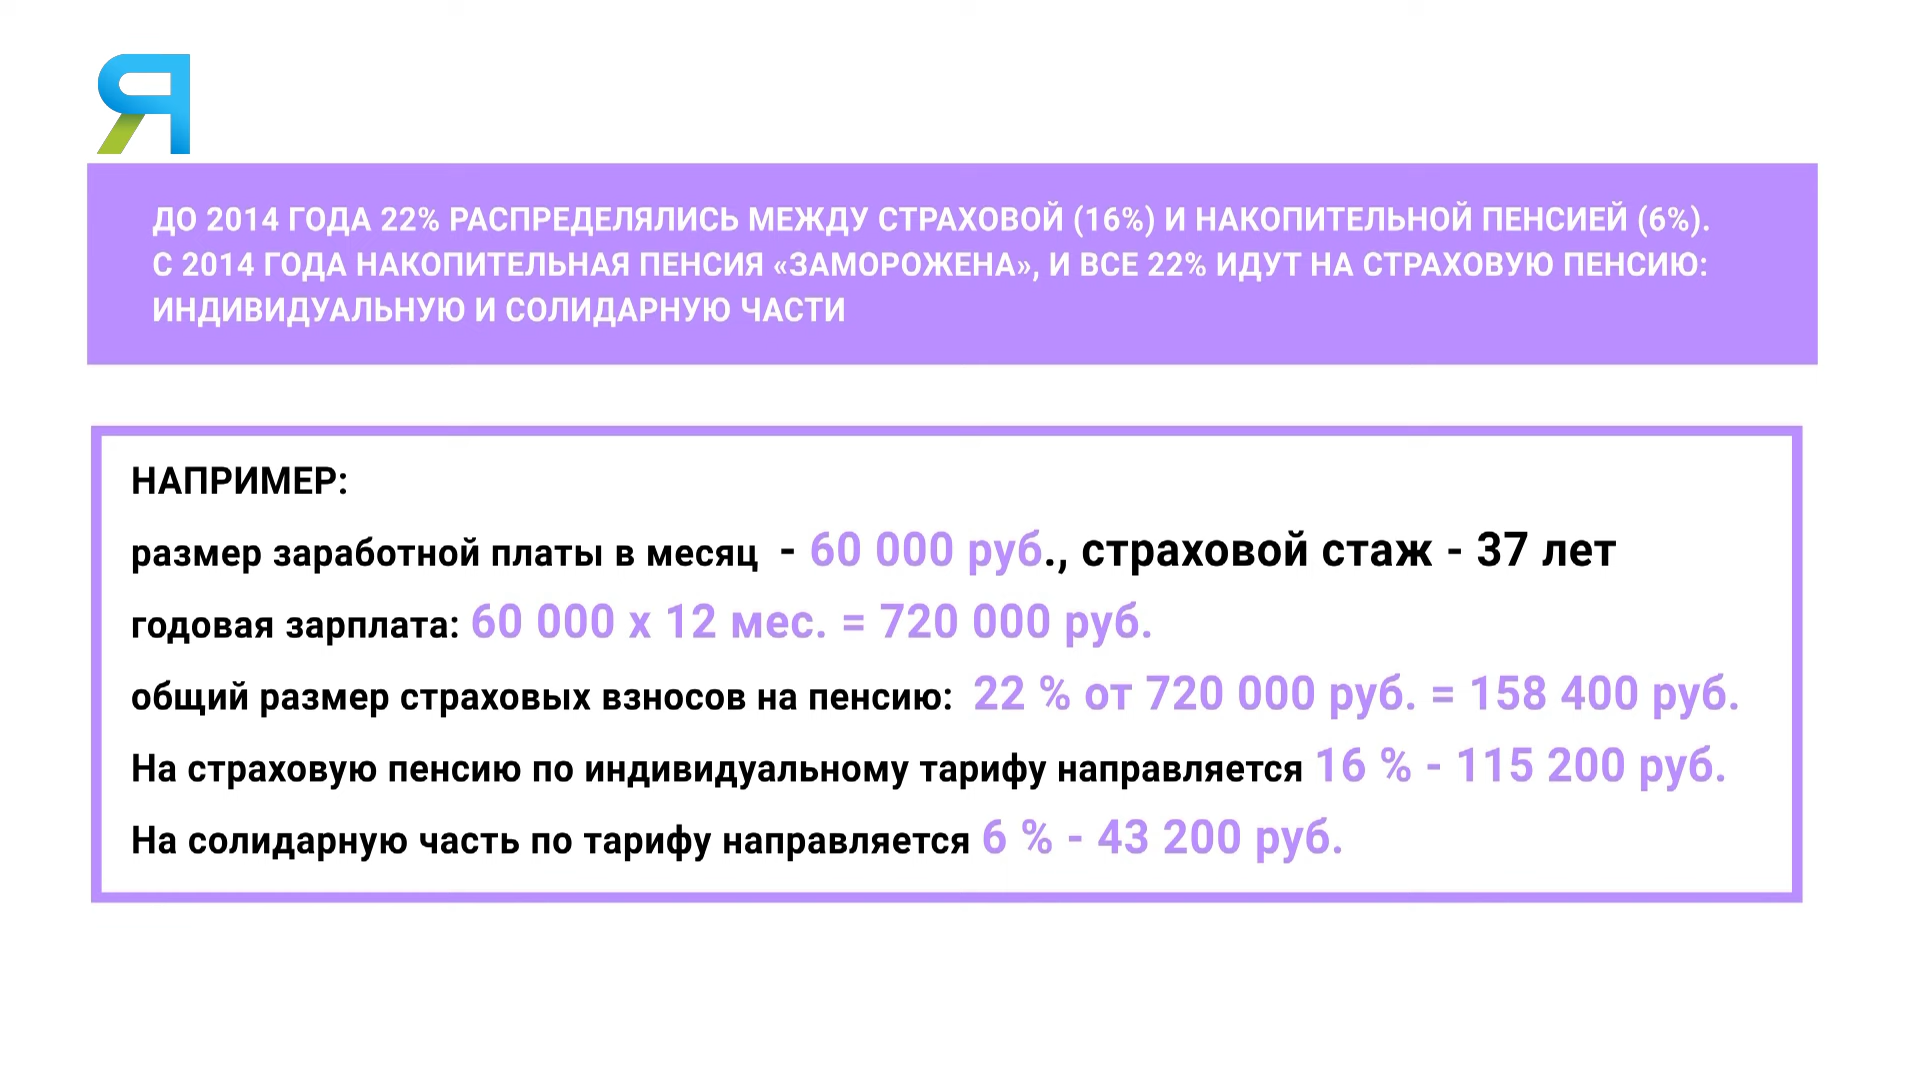 Я
ДО 2014 ГОДА 22% РАСПРЕДЕЛЯЛИСЬ МЕЖДУ СТРАХОВОЙ (16%) И НАКОПИТЕЛЬНОЙ ПЕНСИЕЙ (6%).
С 2014 ГОДА НАКОПИТЕЛЬНАЯ ПЕНСИЯ «ЗАМОРОЖЕНА», И ВСЕ 22% ИДУТ НА СТРАХОВУЮ ПЕНСИЮ:
ИНДИВИДУАЛЬНУЮ И СОЛИДАРНУЮ ЧАСТИ
НАПРИМЕР:
размер заработной платы в месяц - 60 000 руб., страховой стаж - 37 лет
годовая зарплата: 60 000 х 12 мес. = 720 000 руб.
общий размер страховых взносов на пенсию: 22 % от 720 000 руб. = 158 400 руб.
На страховую пенсию по индивидуальному тарифу направляется 16 % - 115 200 руб.
На солидарную часть по тарифу направляется 6 % - 43 200 руб.